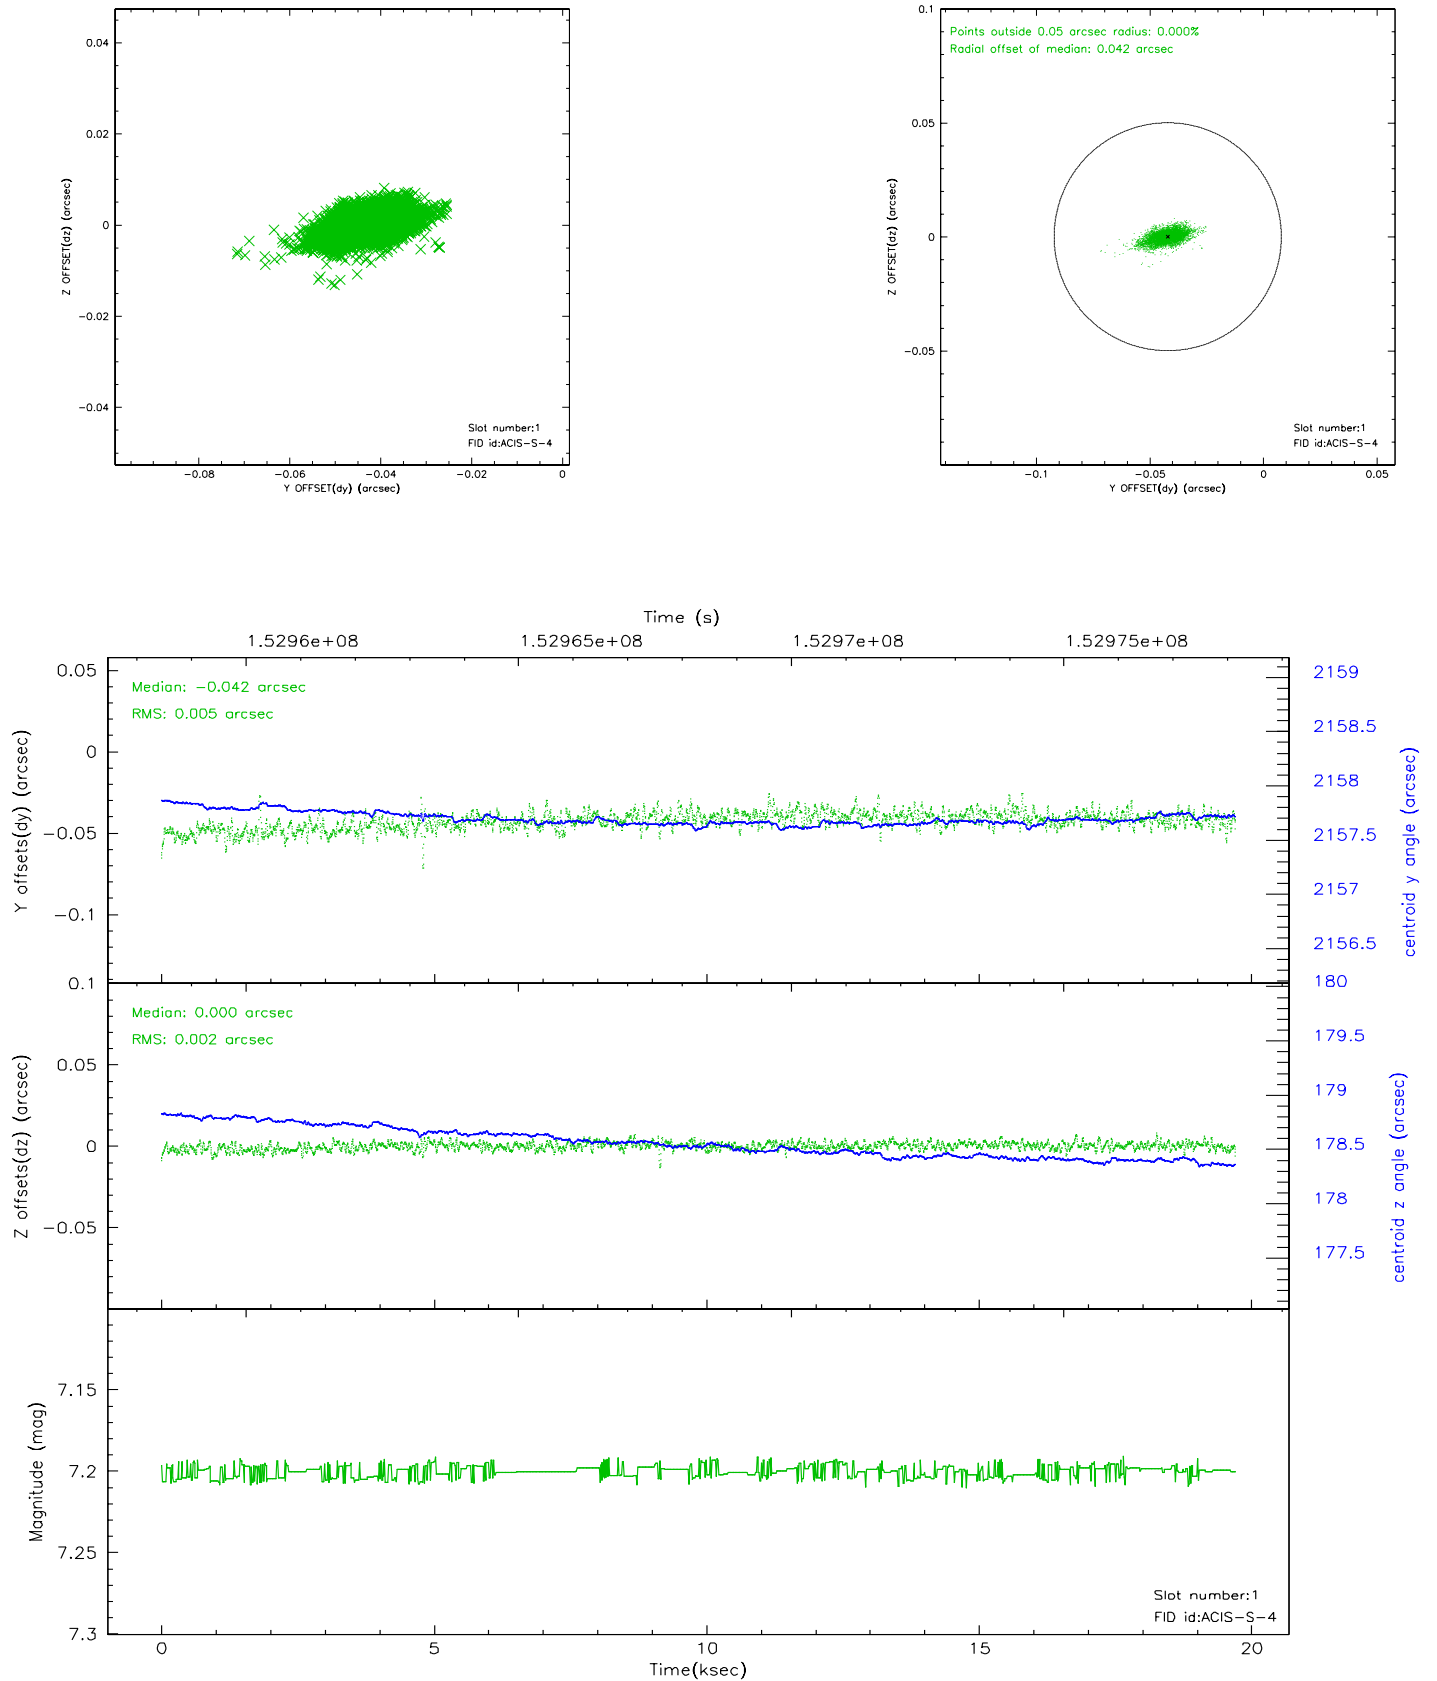 0.04
0.02
0
−0.02
−0.04
Z OFFSET(dz) (arcsec)
Slot number:1
FID id:ACIS−S−4
−0.08
−0.06
−0.04
−0.02
0
Y OFFSET(dy) (arcsec)
0.1
0.05
0
−0.05
Z OFFSET(dz) (arcsec)
Points outside 0.05 arcsec radius: 0.000%
Radial offset of median: 0.042 arcsec
Slot number:1
FID id:ACIS−S−4
−0.1
−0.05
0
0.05
Y OFFSET(dy) (arcsec)
Time (s)
1.5296e+08
1.52965e+08
1.5297e+08
1.52975e+08
0.05
0
−0.05
−0.1
Y offsets(dy) (arcsec)
Median: −0.042 arcsec
RMS: 0.005 arcsec
2159
2158.5
2158
2157.5
2157
2156.5
centroid y angle (arcsec)
0.1
0.05
0
−0.05
Z offsets(dz) (arcsec)
Median: 0.000 arcsec
RMS: 0.002 arcsec
180
179.5
179
178.5
178
177.5
centroid z angle (arcsec)
7.15
7.2
7.25
7.3
Magnitude (mag)
Slot number:1
FID id:ACIS−S−4
0
5
10
15
20
Time(ksec)